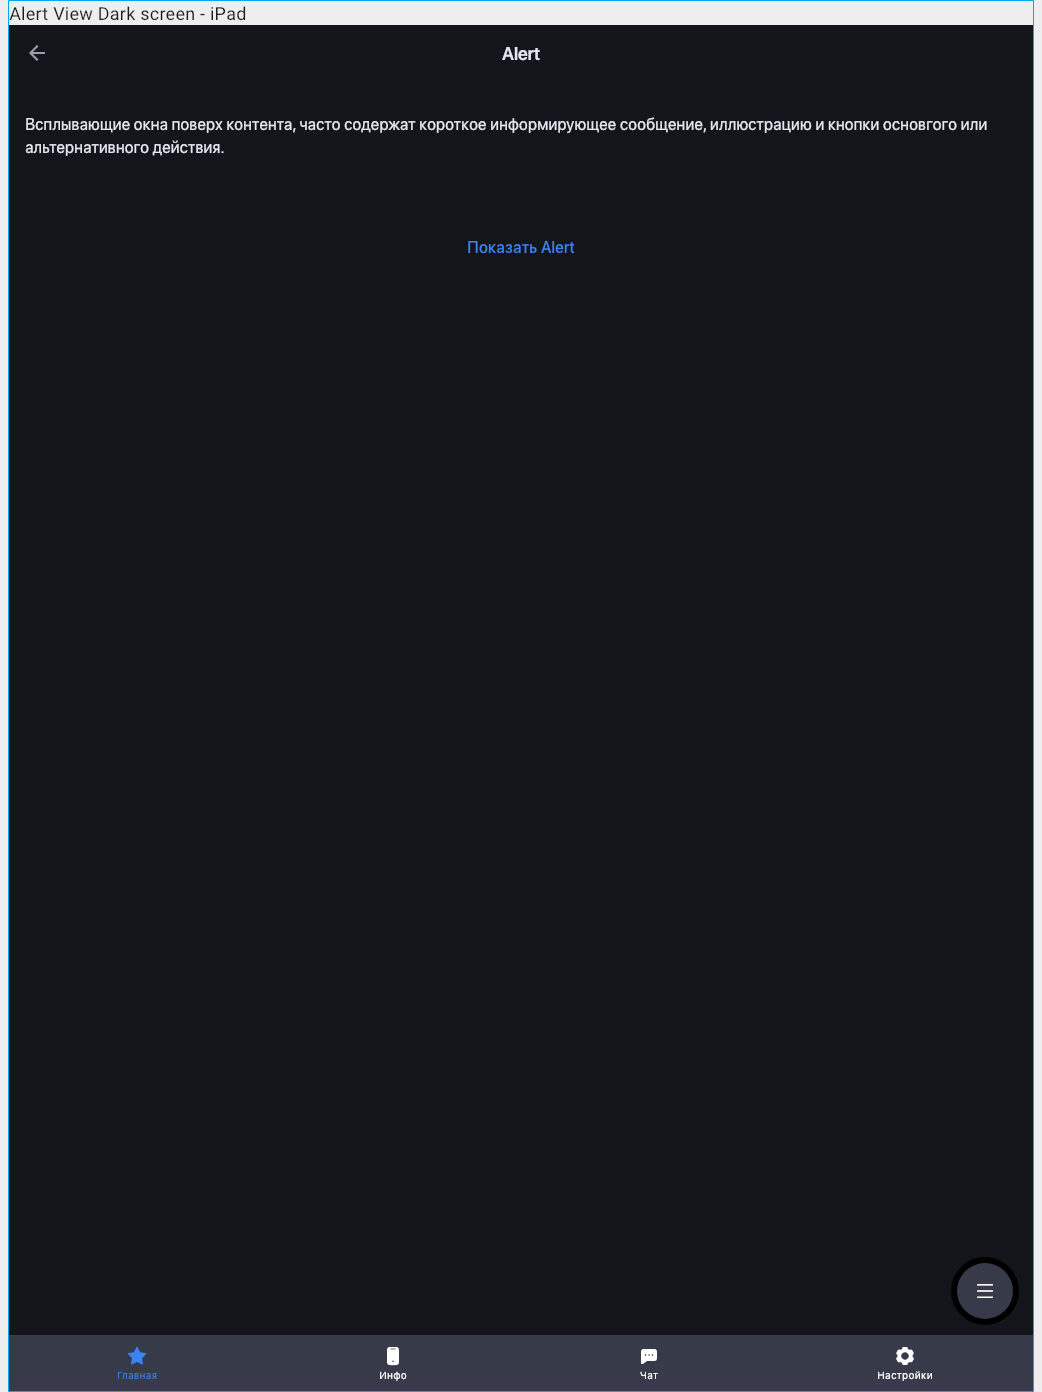 Alert View Dark screen - iPad
Alert
Всплывающие окна поверх контента, часто содержат короткое информирующее сообщение, иллюстрацию и кнопки основгого или
альтернативного действия.
Показать Alert
Главная
Инфо
Чат
Настройки